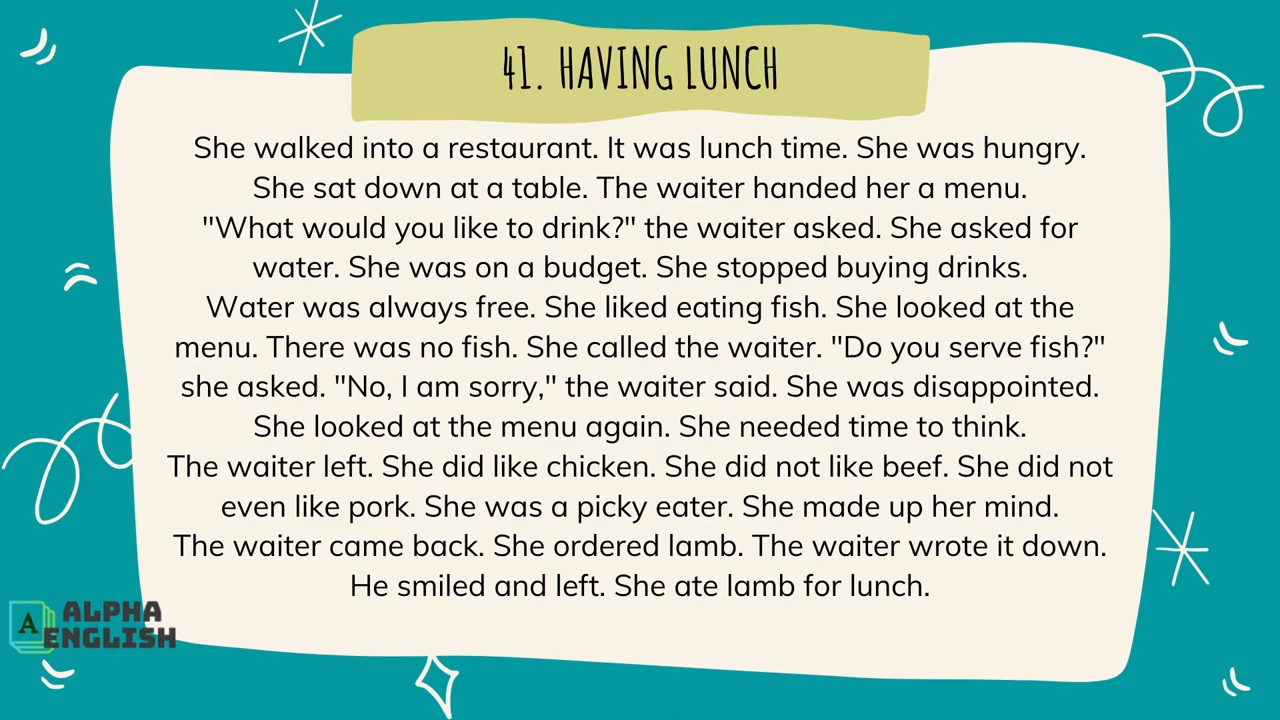 41. HAVING LUNCH
She walked into a restaurant. It was lunch time. She was hungry.
She sat down at a table. The waiter handed her a menu.
"What would you like to drink?" the waiter asked. She asked for
water. She was on a budget. She stopped buying drinks.
Water was always free. She liked eating fish. She looked at the
menu. There was no fish. She called the waiter. "Do you serve fish?"
she asked. "No, I am sorry," the waiter said. She was disappointed.
She looked at the menu again. She needed time to think.
The waiter left. She did like chicken. She did not like beef. She did not
even like pork. She was a picky eater. She made up her mind.
The waiter came back. She ordered lamb. The waiter wrote it down.
He smiled and left. She ate lamb for lunch.
A
ALPHA
ENGLISH